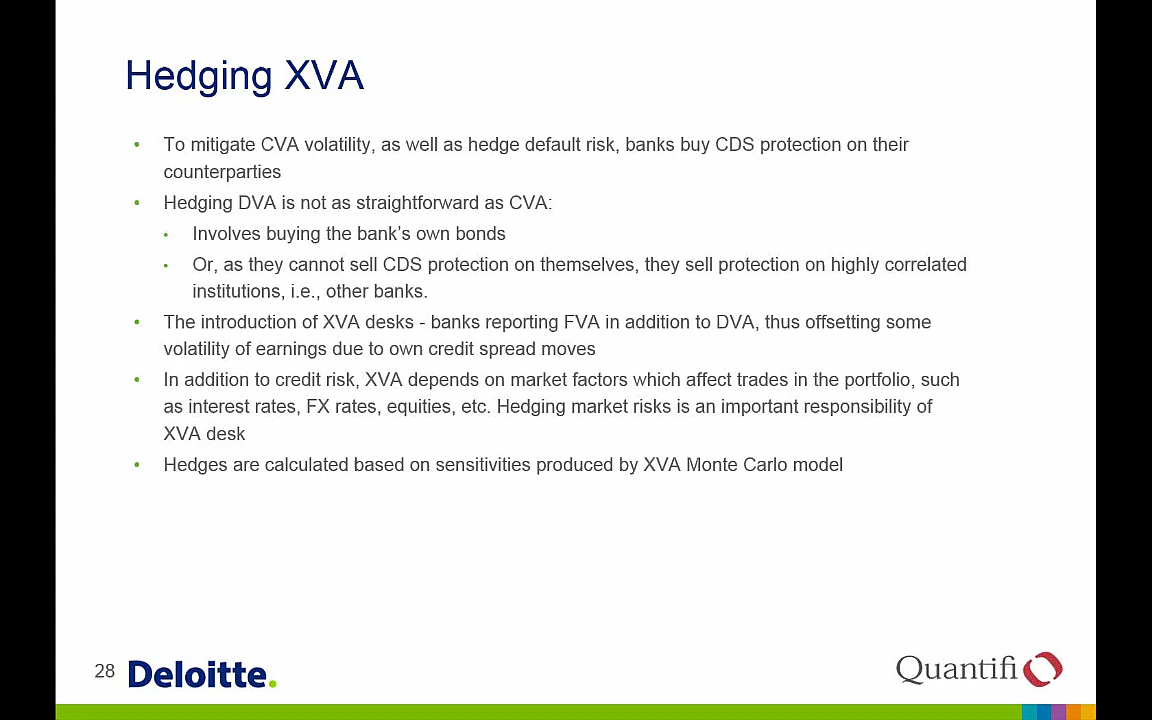 Hedging XVA
• To mitigate CVA volatility, as well as hedge default risk, banks buy CDS protection on their
counterparties
• Hedging DVA is not as straightforward as CVA:
• Involves buying the bank’s own bonds
• Or, as they cannot sell CDS protection on themselves, they sell protection on highly correlated
institutions, i.e., other banks.
• The introduction of XVA desks - banks reporting FVA in addition to DVA, thus offsetting some
volatility of earnings due to own credit spread moves
• In addition to credit risk, XVA depends on market factors which affect trades in the portfolio, such
as interest rates, FX rates, equities, etc. Hedging market risks is an important responsibility of
XVA desk
• Hedges are calculated based on sensitivities produced by XVA Monte Carlo model
28 Deloitte. Quantifi